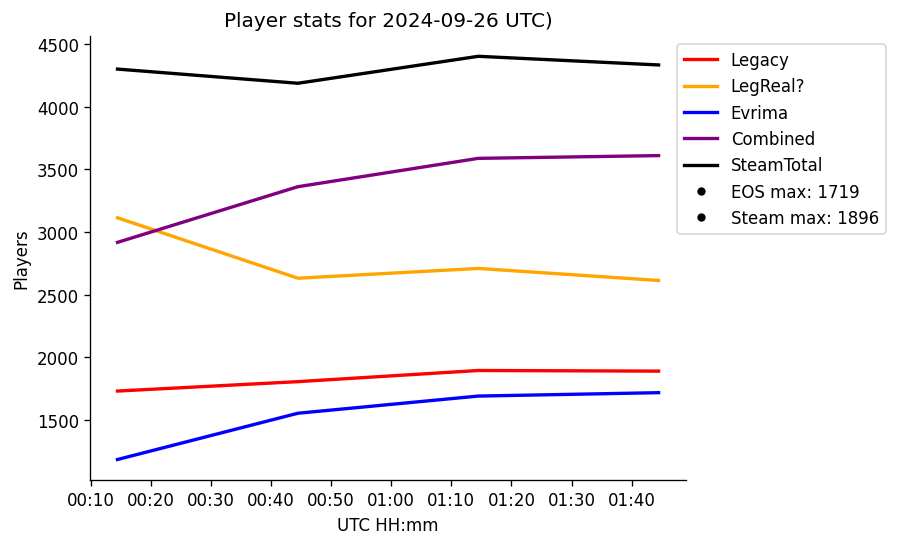 Player stats for 2024-09-26 UTC)
Players
4500
4000
3500
3000
2500
2000
1500
00:10 00:20 00:30 00:40 00:50 01:00 01:10 01:20 01:30 01:40
UTC HH:mm
Legacy
LegReal?
Evrima
Combined
SteamTotal
EOS max: 1719
Steam max: 1896